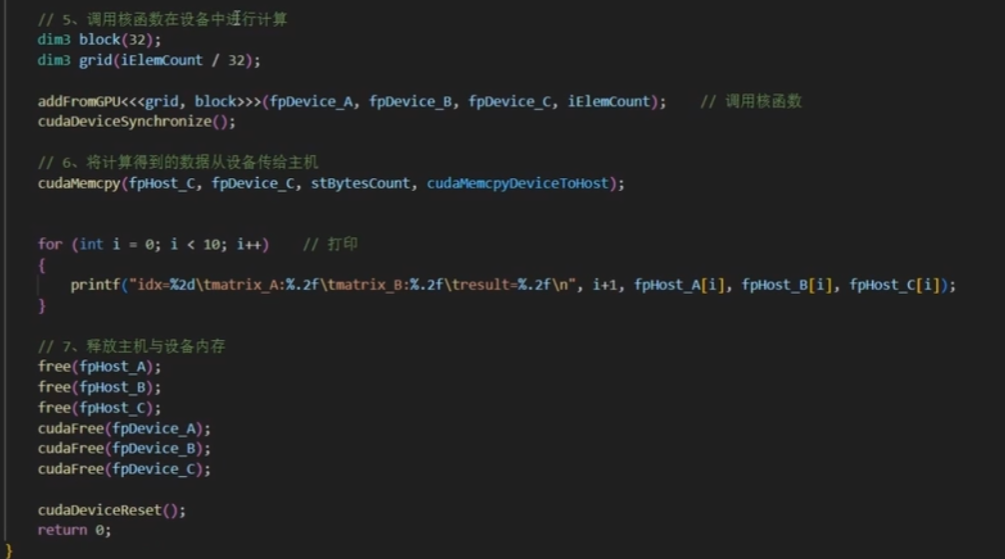 // 5、调用核函数在设备中进行计算
dim3 block(32);
dim3 grid(iElemCount / 32);
addFromGPU<<<grid, block>>>(fpDevice_A, fpDevice_B, fpDevice_C, iElemCount);    // 调用核函数
cudaDeviceSynchronize();
// 6、将计算得到的数据从设备传给主机
cudaMemcpy(fpHost_C, fpDevice_C, stBytesCount, cudaMemcpyDeviceToHost);
for (int i = 0; i < 10; i++)    // 打印
{
printf("idx=%2d\tmatrix_A:%.2f\tmatrix_B:%.2f\tresult=%.2f\n", i+1, fpHost_A[i], fpHost_B[i], fpHost_C[i]);
}
// 7、释放主机与设备内存
free(fpHost_A);
free(fpHost_B);
free(fpHost_C);
cudaFree(fpDevice_A);
cudaFree(fpDevice_B);
cudaFree(fpDevice_C);
cudaDeviceReset();
return 0;
}